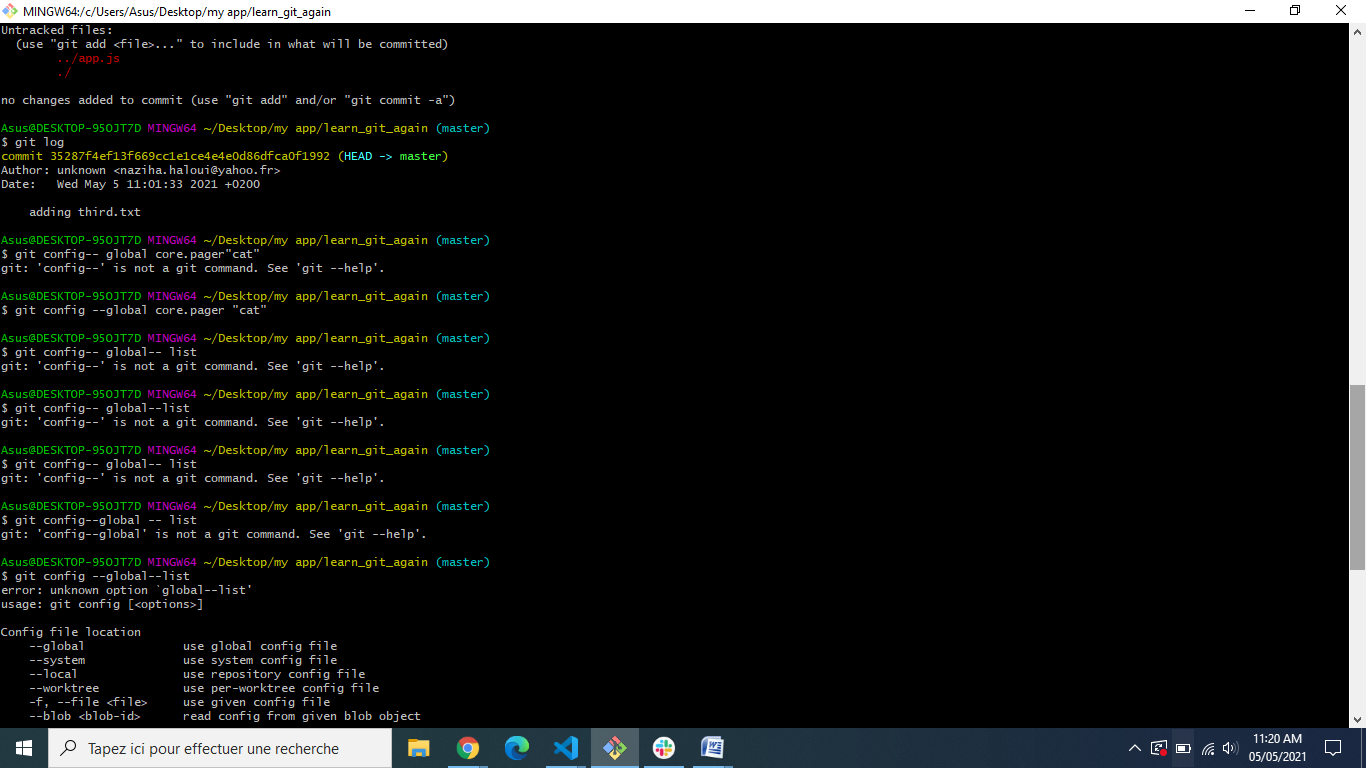 MINGW64:/c/Users/Asus/Desktop/my app/learn_git_again
Untracked files:
  (use "git add <file>..." to include in what will be committed)
        ../app.js
        ./

no changes added to commit (use "git add" and/or "git commit -a")

Asus@DESKTOP-95OJT7D MINGW64 ~/Desktop/my app/learn_git_again (master)
$ git log
commit 35287f4ef13f669cc1e1ce4e4e0d86dfca0f1992 (HEAD -> master)
Author: unknown <naziha.haloui@yahoo.fr>
Date:   Wed May 5 11:01:33 2021 +0200

    adding third.txt

Asus@DESKTOP-95OJT7D MINGW64 ~/Desktop/my app/learn_git_again (master)
$ git config-- global core.pager"cat"
git: 'config--' is not a git command. See 'git --help'.

Asus@DESKTOP-95OJT7D MINGW64 ~/Desktop/my app/learn_git_again (master)
$ git config --global core.pager "cat"

Asus@DESKTOP-95OJT7D MINGW64 ~/Desktop/my app/learn_git_again (master)
$ git config-- global-- list
git: 'config--' is not a git command. See 'git --help'.

Asus@DESKTOP-95OJT7D MINGW64 ~/Desktop/my app/learn_git_again (master)
$ git config-- global--list
git: 'config--' is not a git command. See 'git --help'.

Asus@DESKTOP-95OJT7D MINGW64 ~/Desktop/my app/learn_git_again (master)
$ git config-- global-- list
git: 'config--' is not a git command. See 'git --help'.

Asus@DESKTOP-95OJT7D MINGW64 ~/Desktop/my app/learn_git_again (master)
$ git config--global -- list
git: 'config--global' is not a git command. See 'git --help'.

Asus@DESKTOP-95OJT7D MINGW64 ~/Desktop/my app/learn_git_again (master)
$ git config --global--list
error: unknown option `global--list'
usage: git config [<options>]

Config file location
    --global              use global config file
    --system              use system config file
    --local               use repository config file
    --worktree            use per-worktree config file
    -f, --file <file>     use given config file
    --blob <blob-id>      read config from given blob object
Tapez ici pour effectuer une recherche
11:20 AM
05/05/2021